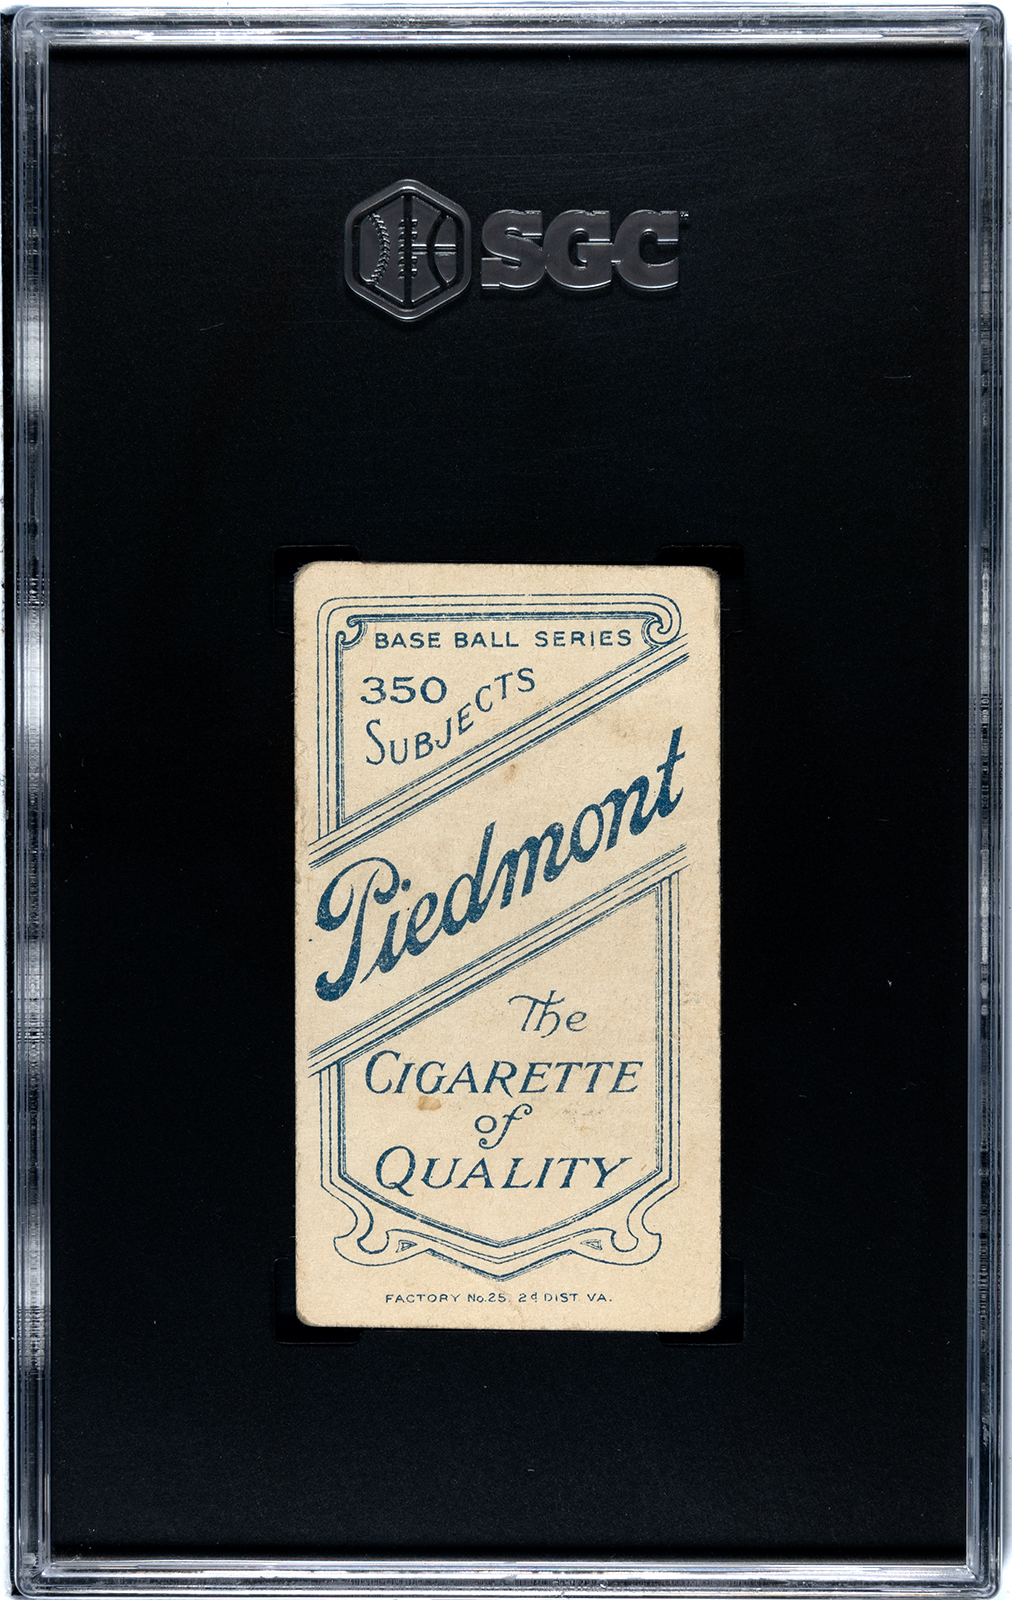 SGC
BASE BALL SERIES
350
SUBJECTS
Piedmont
The
CIGARETTE
of
QUALITY
FACTORY No.25. 2d DIST. VA.